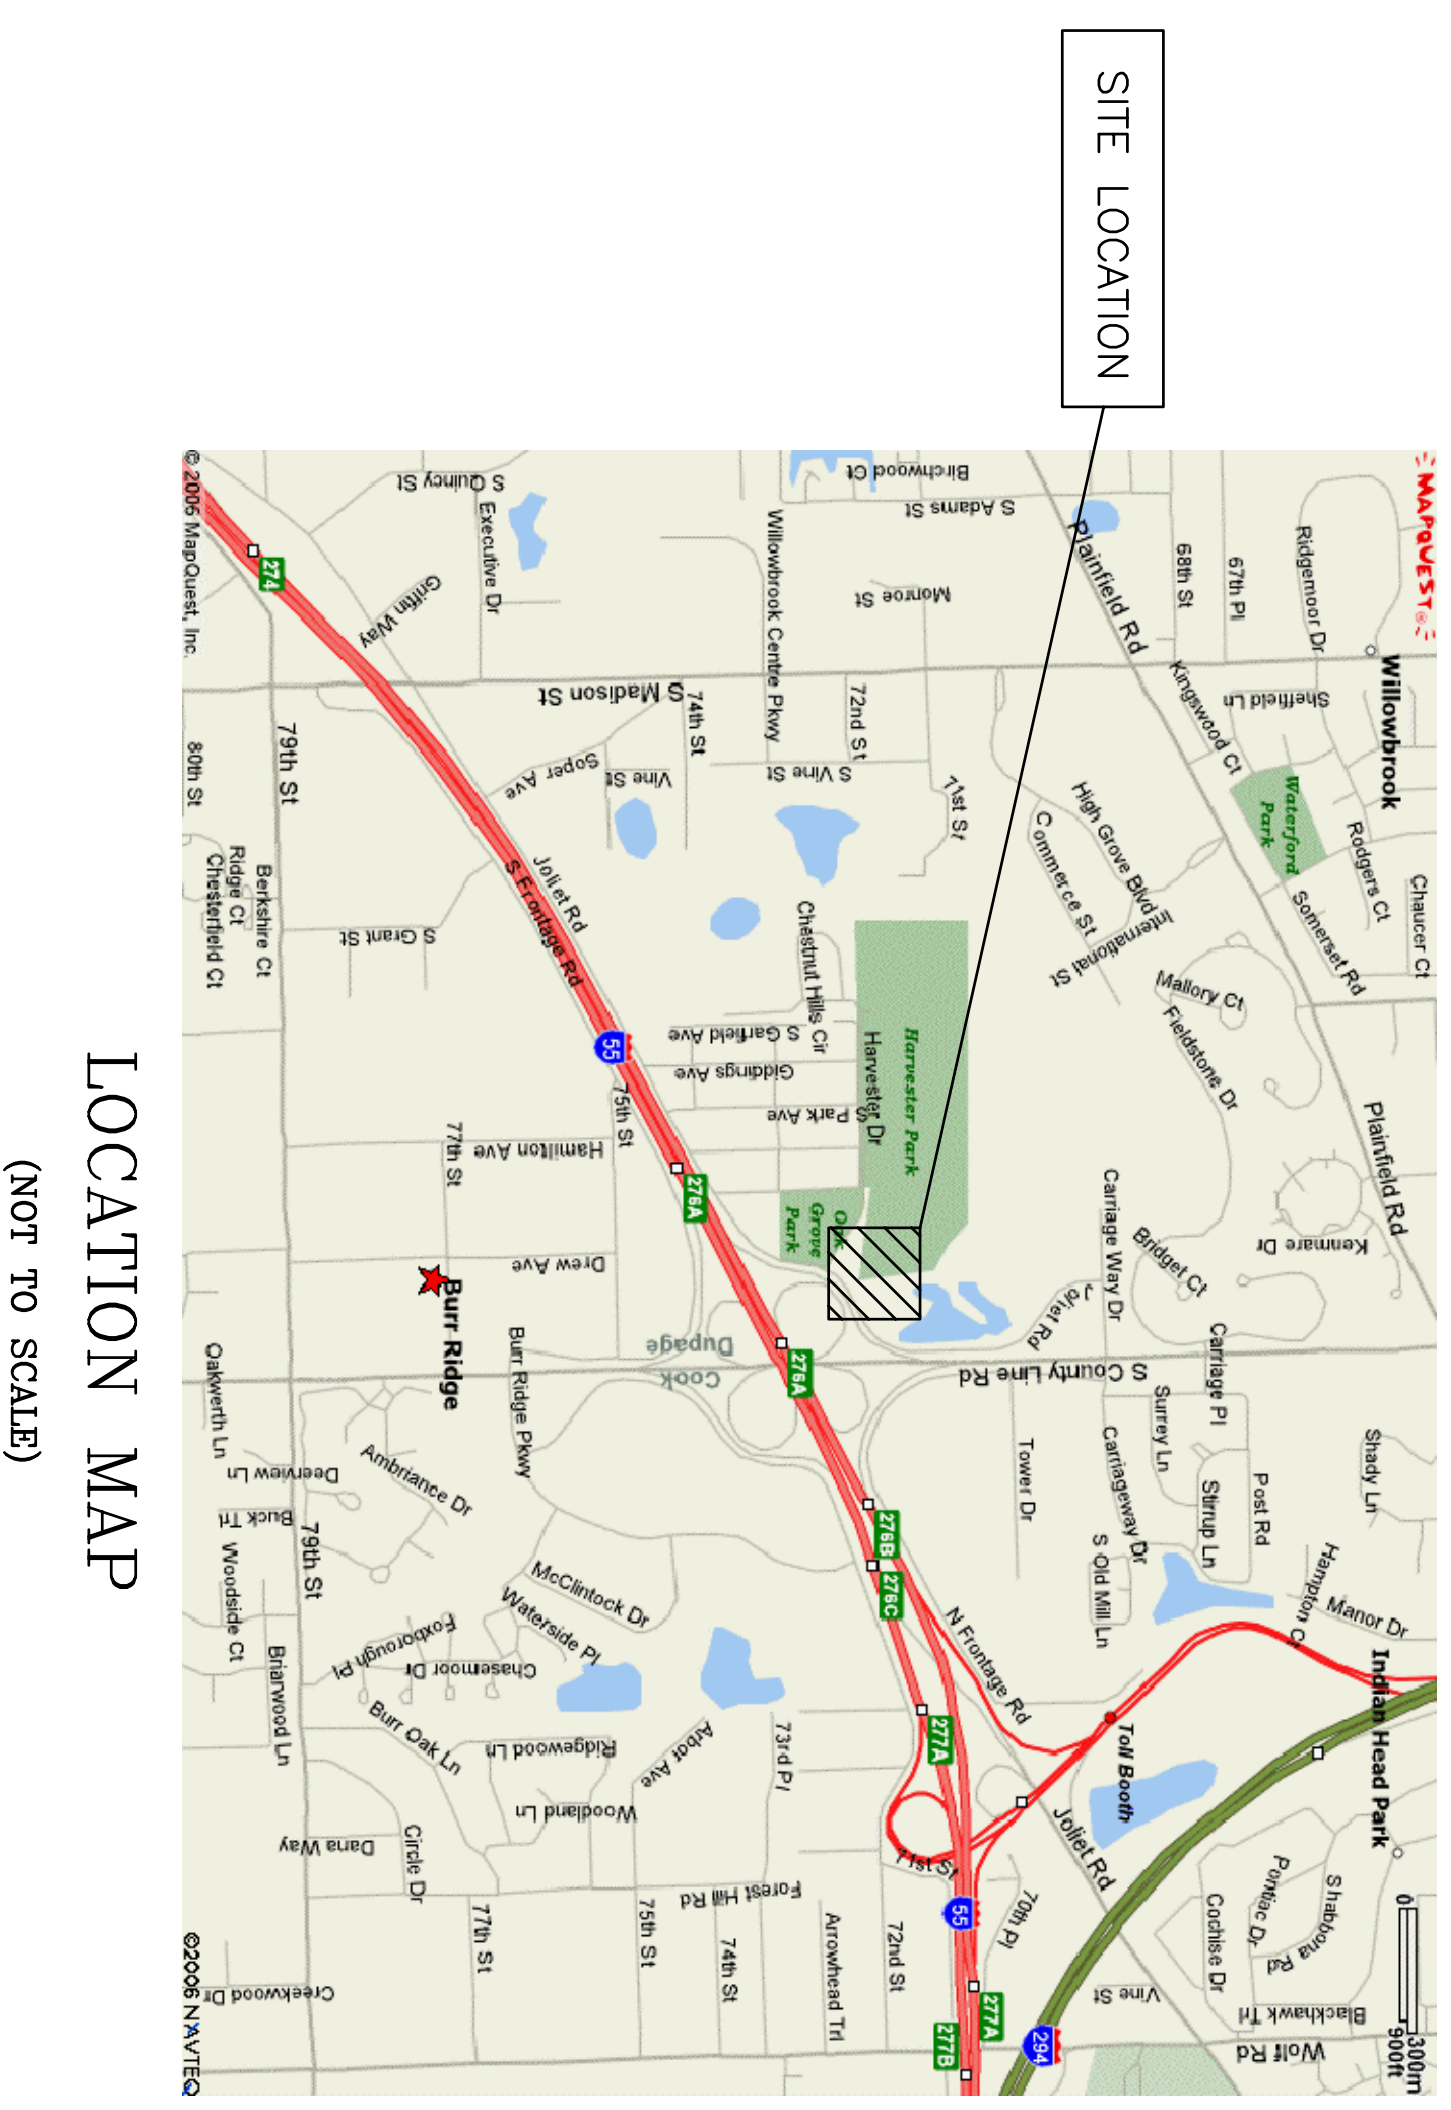 SITE LOCATION
MAPQUEST®
Willowbrook
Indian Head Park
0
300m
900ft
Ridgemoor Dr
67th Pl
68th St
Plainfield Rd
Birchwood Ct
S Adams St
Monroe St
Willowbrook Centre Pkwy
S Quincy St
Executive Dr
Griffin Way
274
© 2006 MapQuest, Inc.
Sheffield Ln
Kingswood Ct
Waterford
Park
Rodgers Ct
Chaucer Ct
Somerset Rd
72nd St
74th St
S Madison St
S Vine St
Vine St
Soper Ave
71st St
High Grove Blvd
Commerce St
International St
Mallory Ct
Fieldstone Dr
79th St
80th St
Berkshire Ct
Ridge Ct
Chesterfield Ct
S Grant St
Joliet Rd
S Frontage Rd
Chestnut Hills Cir
S Garfield Ave
Giddings Ave
S Park Ave
Harvester Dr
Harvester Park
Oak
Grove
Park
55
75th St
77th St
Hamilton Ave
276A
Drew Ave
Burr Ridge
Plainfield Rd
Kenmare Dr
Bridget Ct
Carriage Way Dr
Joliet Rd
S County Line Rd
Dupage
Cook
276A
Burr Ridge Pkwy
Oakwerth Ln
Carriage Pl
Surrey Ln
Shady Ln
Post Rd
Stirrup Ln
Carriageway Dr
Tower Dr
S Old Mill Ln
Hampton Ct
Manor Dr
276B
276C
Deerview Ln
Ambriance Dr
Buck Trl
79th St
Woodside Ct
McClintock Dr
Waterside Pl
Foxborough Pl
Chasemoor Dr
Briarwood Ln
Burr Oak Ln
Ridgewood Ln
Arbor Ave
73rd Pl
N Frontage Rd
277A
Toll Booth
Joliet Rd
Woodland Ln
Dana Way
Circle Dr
Forest Hill Rd
71st St
70th Pl
Pontiac Dr
Shabbona Rd
Cochise Dr
Blackhawk Trl
Wolf Rd
Vine St
55
277A
277B
294
72nd St
Arrowhead Trl
74th St
75th St
77th St
Creekwood Dr
©2006 NAVTEQ
LOCATION MAP
(NOT TO SCALE)